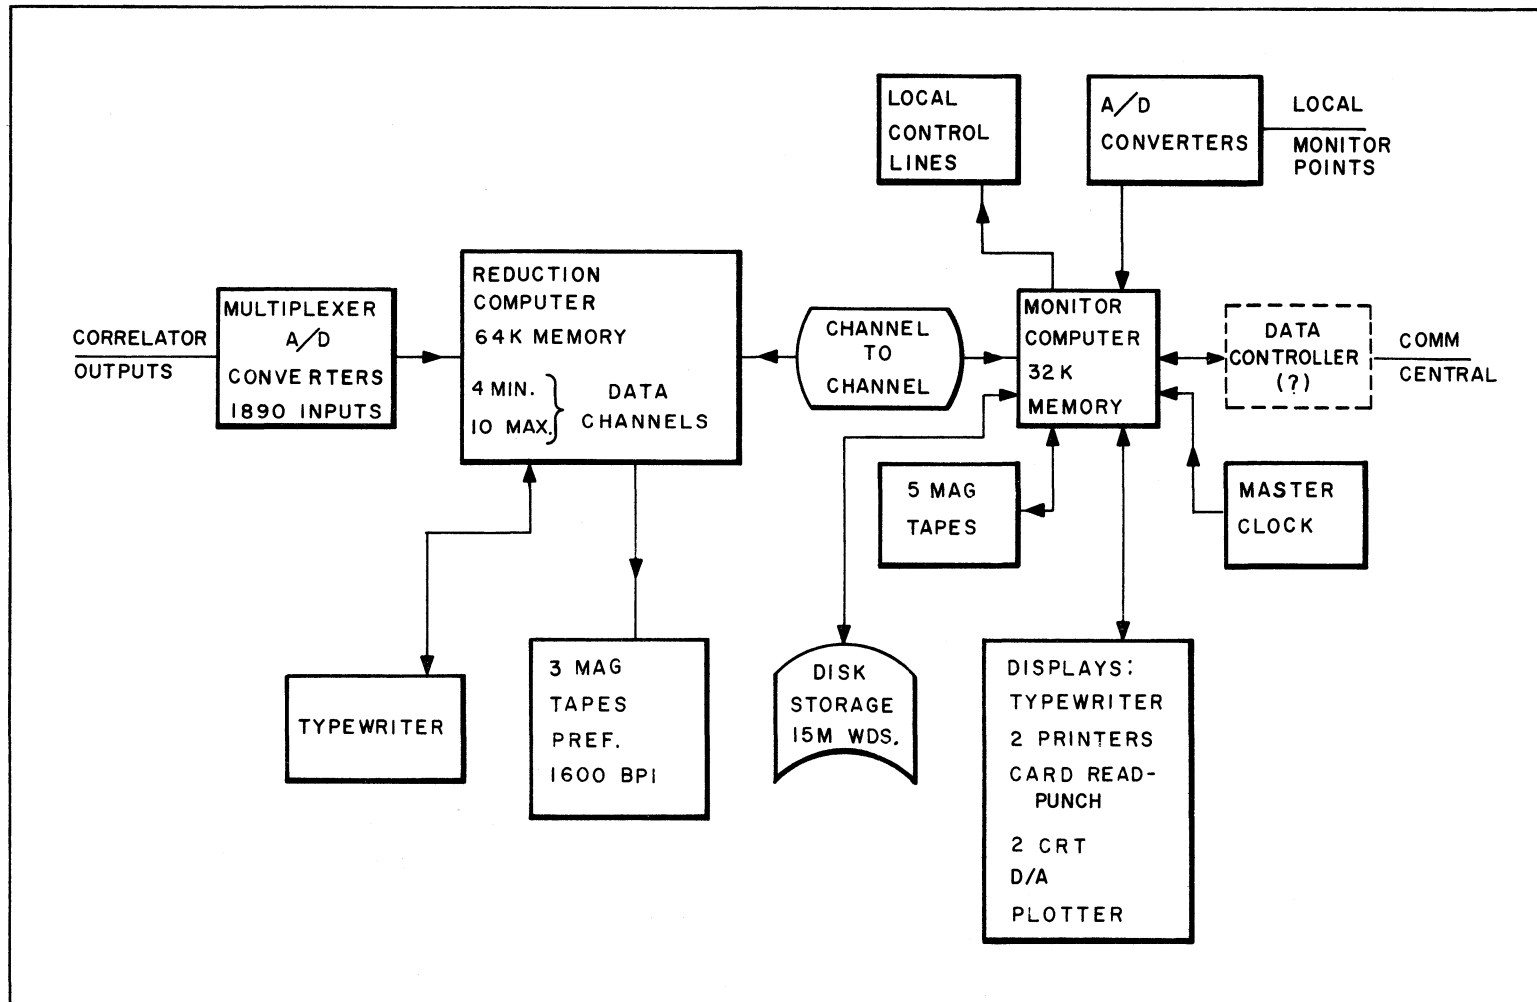 LOCAL
CONTROL
LINES
A/D
CONVERTERS
LOCAL
MONITOR
POINTS
CORRELATOR
OUTPUTS
MULTIPLEXER
A/D
CONVERTERS
1890 INPUTS
REDUCTION
COMPUTER
64K MEMORY
4 MIN.
10 MAX.
DATA
CHANNELS
CHANNEL
TO
CHANNEL
MONITOR
COMPUTER
32K
MEMORY
DATA
CONTROLLER
(?)
COMM
CENTRAL
5 MAG
TAPES
MASTER
CLOCK
TYPEWRITER
3 MAG
TAPES
PREF.
1600 BPI
DISK
STORAGE
15M WDS.
DISPLAYS:
TYPEWRITER
2 PRINTERS
CARD READ-
PUNCH
2 CRT
D/A
PLOTTER